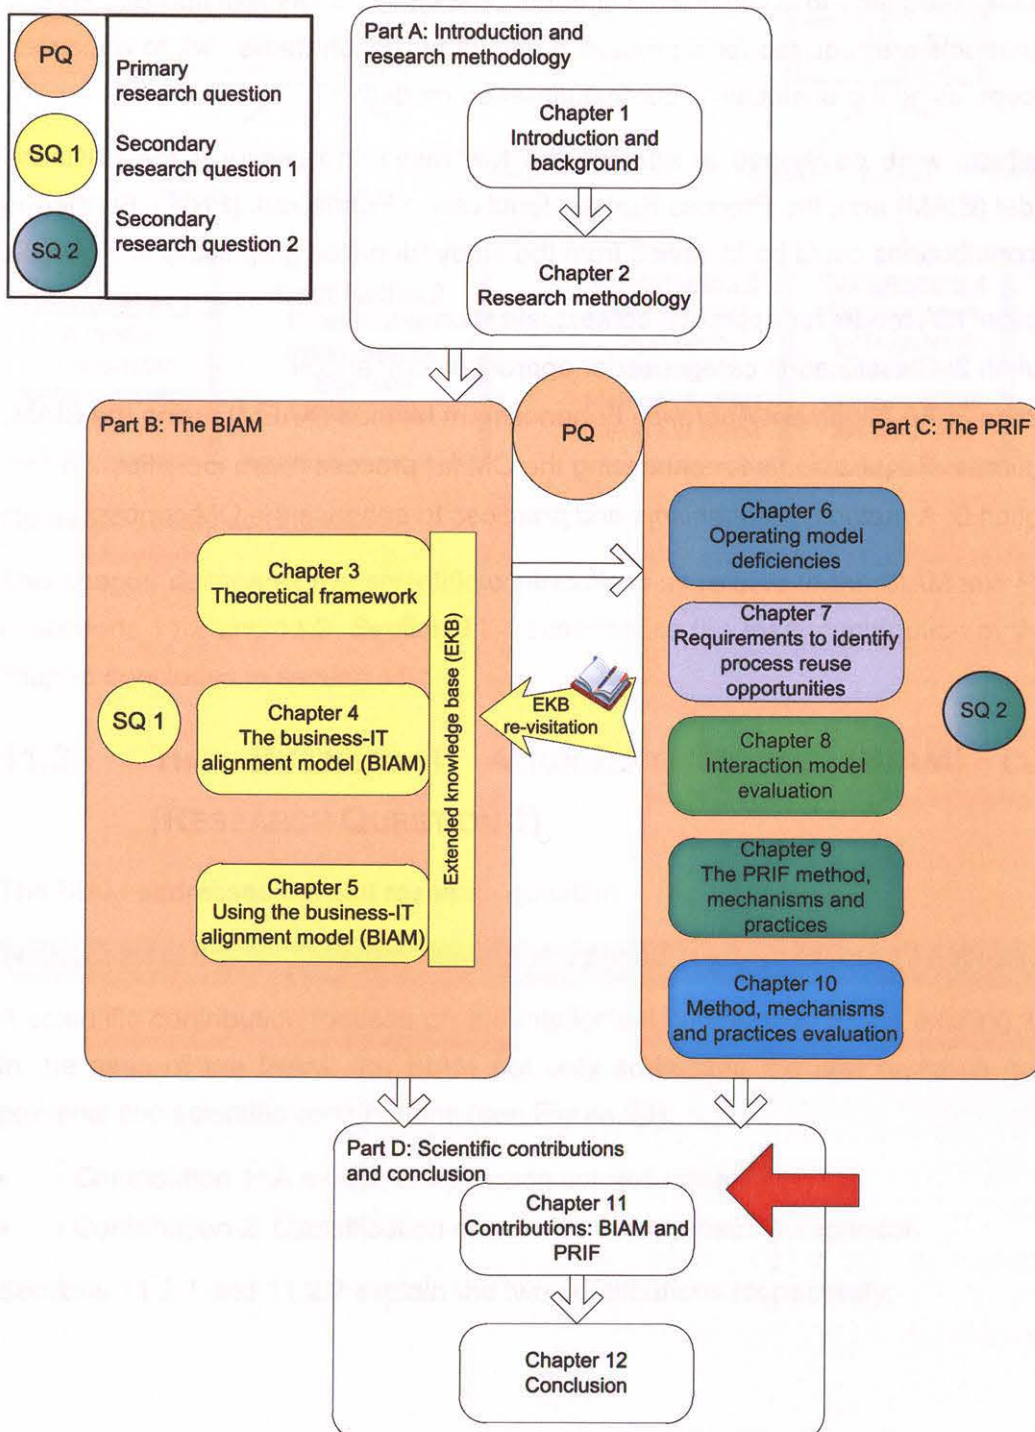 PQ
Primary
research question
SQ 1
Secondary
research question 1
SQ 2
Secondary
research question 2
Part A: Introduction and
research methodology
Chapter 1
Introduction and
background
Chapter 2
Research methodology
PQ
Part B: The BIAM
Chapter 3
Theoretical framework
SQ 1
Chapter 4
The business-IT
alignment model (BIAM)
Chapter 5
Using the business-IT
alignment model (BIAM)
Extended knowledge base (EKB)
EKB
re-visitation
Part C: The PRIF
Chapter 6
Operating model
deficiencies
Chapter 7
Requirements to identify
process reuse
opportunities
SQ 2
Chapter 8
Interaction model
evaluation
Chapter 9
The PRIF method,
mechanisms and
practices
Chapter 10
Method, mechanisms
and practices evaluation
Part D: Scientific contributions
and conclusion
Chapter 11
Contributions: BIAM and
PRIF
Chapter 12
Conclusion